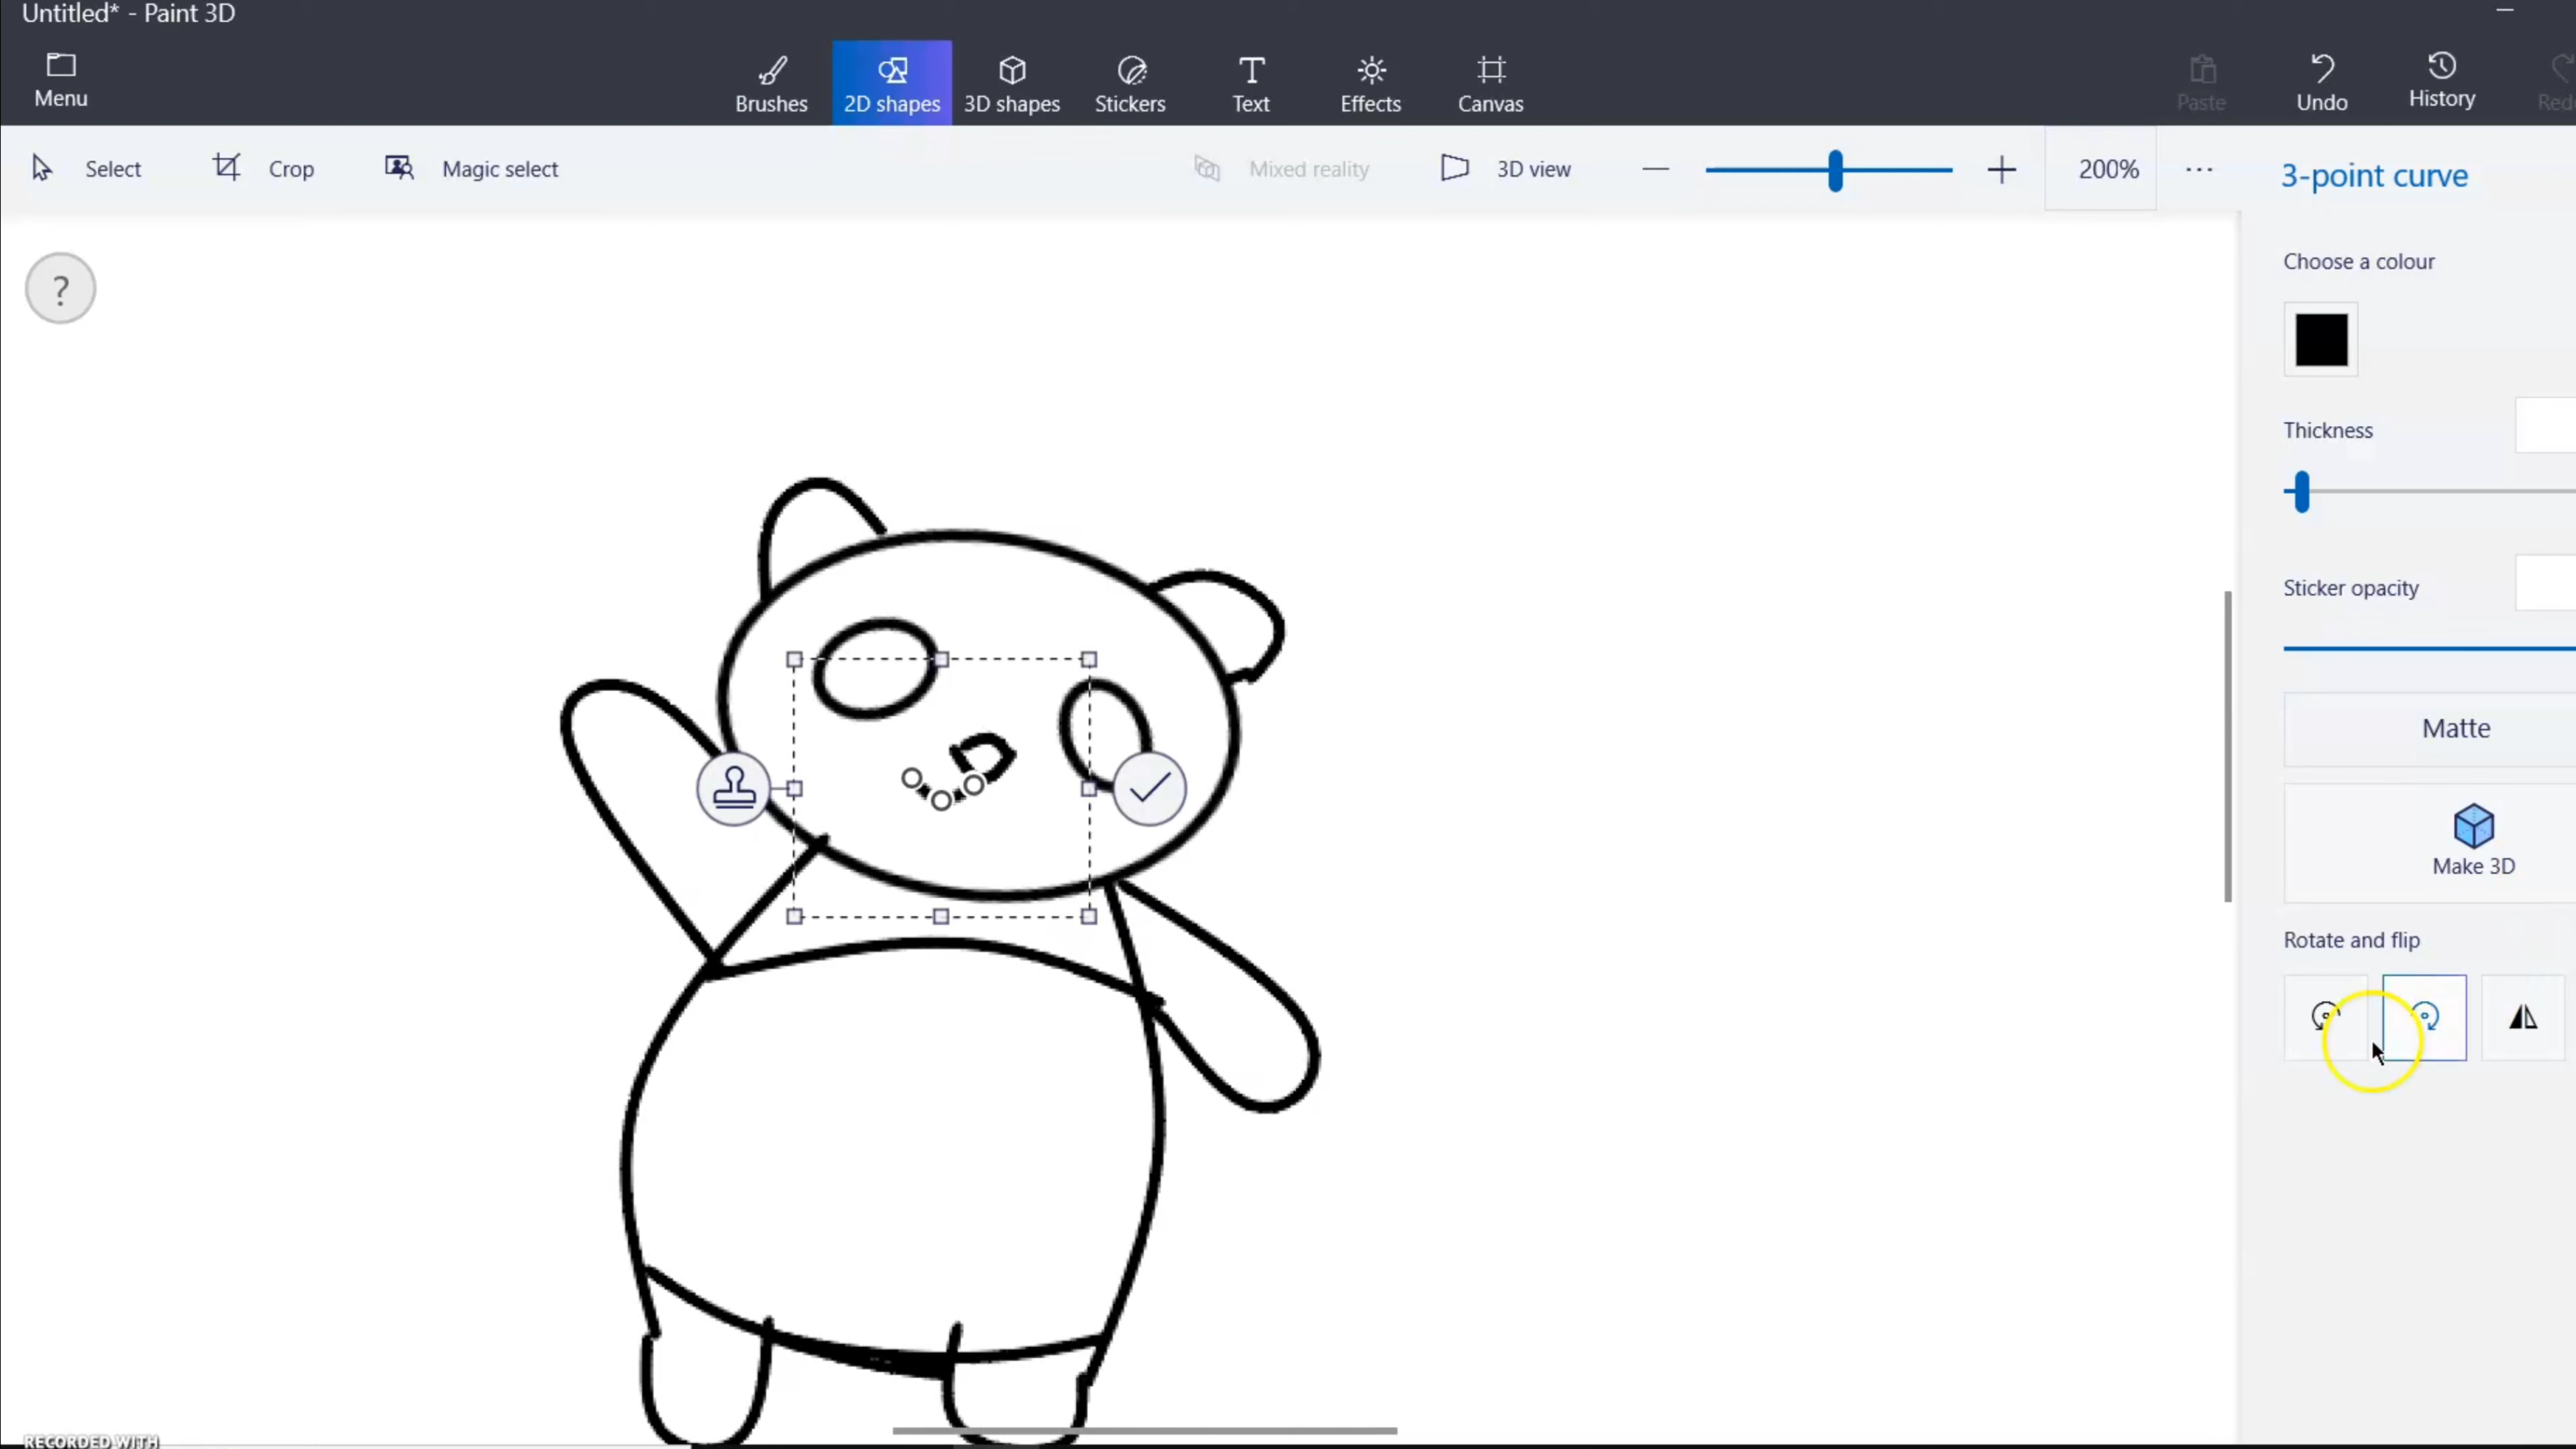 Untitled* - Paint 3D
Menu
Brushes
2D shapes
3D shapes
Stickers
Text
Effects
Canvas
Paste
Undo
History
Select
Crop
Magic select
Mixed reality
3D view
200%
3-point curve
?
Choose a colour
Thickness
Sticker opacity
Matte
Make 3D
Rotate and flip
RECORDED WITH